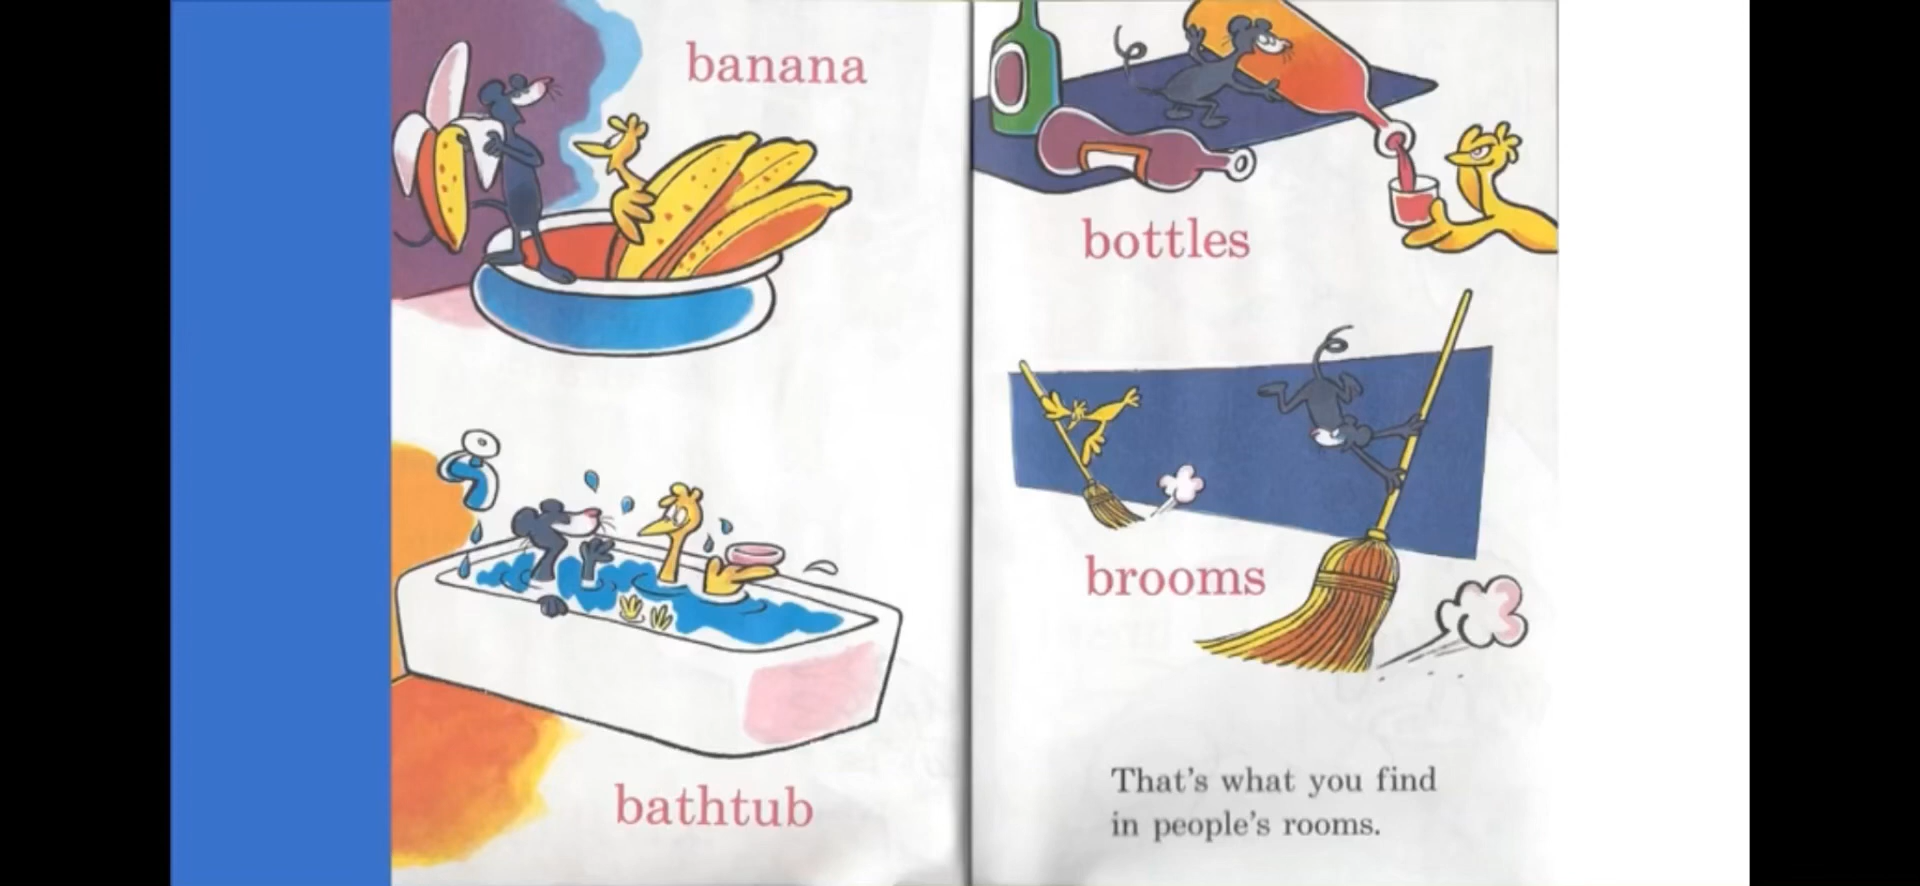 banana
bathtub
bottles
brooms
That's what you find
in people's rooms.